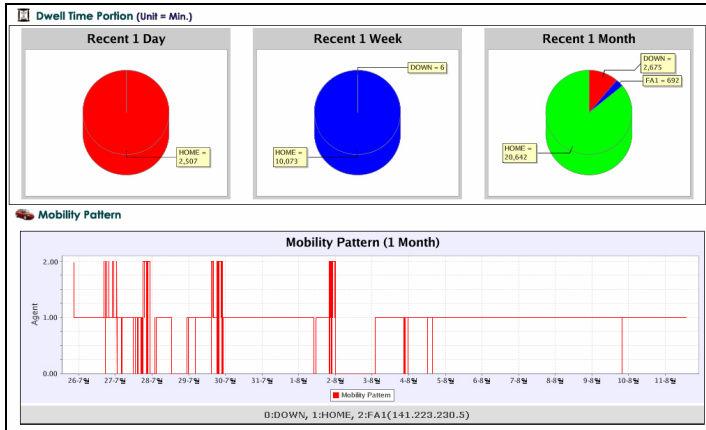 Dwell Time Portion (Unit = Min.)
Recent 1 Day
Recent 1 Week
Recent 1 Month
HOME =
2,507
DOWN = 6
HOME =
10,073
DOWN =
2,675
FA1 = 692
HOME =
20,642
Mobility Pattern
Mobility Pattern (1 Month)
Agent
2.00
1.00
0.00
26-7월 27-7월 28-7월 29-7월 30-7월 31-7월 1-8월 2-8월 3-8월 4-8월 5-8월 6-8월 7-8월 8-8월 9-8월 10-8월 11-8월
Mobility Pattern
0:DOWN, 1:HOME, 2:FA1(141.223.230.5)